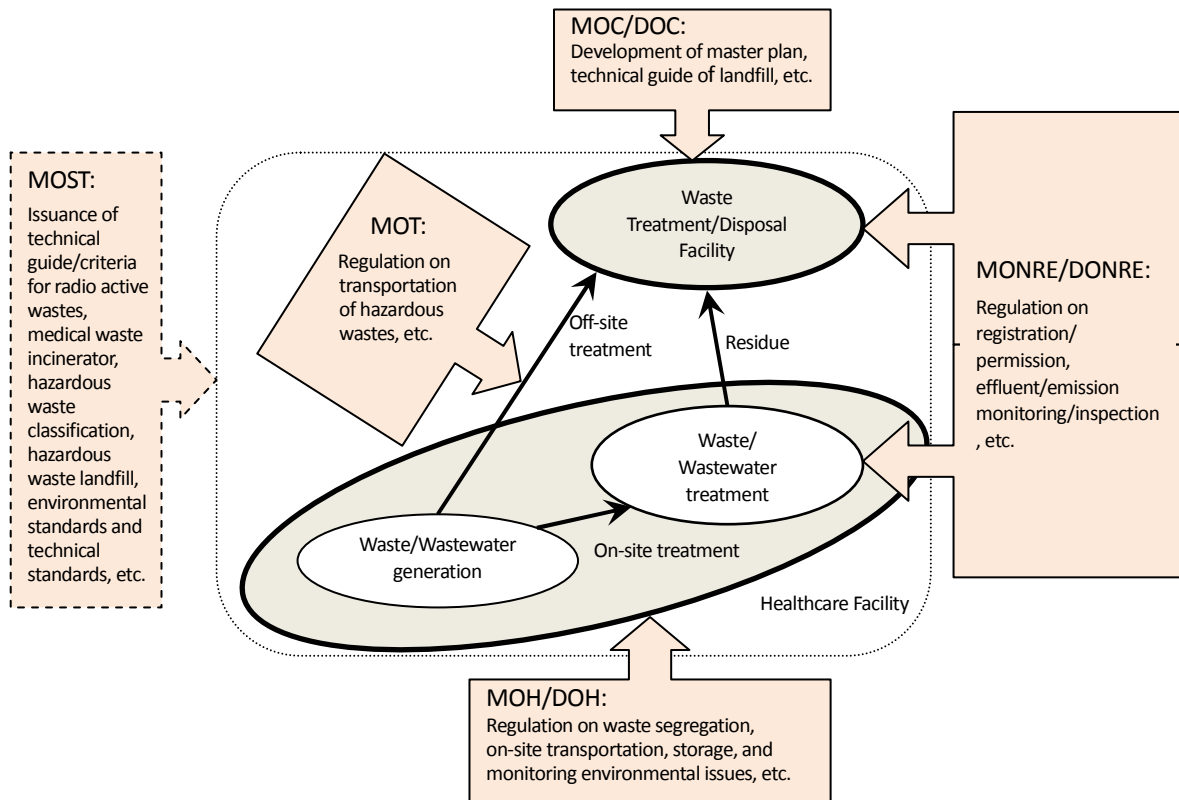 MOC/DOC:
Development of master plan,
technical guide of landfill, etc.
MOST:
Issuance of
technical
guide/criteria
for radio active
wastes,
medical waste
incinerator,
hazardous
waste
classification,
hazardous
waste landfill,
environmental
standards and
technical
standards, etc.
MOT:
Regulation on
transportation
of hazardous
wastes, etc.
Waste
Treatment/Disposal
Facility
MONRE/DONRE:
Regulation on
registration/
permission,
effluent/emission
monitoring/inspection
, etc.
Off-site
treatment
Residue
Waste/
Wastewater
treatment
Waste/Wastewater
generation
On-site treatment
Healthcare Facility
MOH/DOH:
Regulation on waste segregation,
on-site transportation, storage, and
monitoring environmental issues, etc.